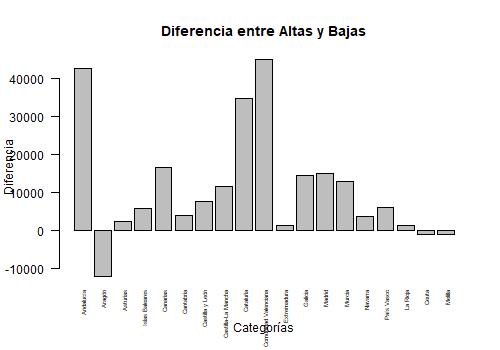 Diferencia entre Altas y Bajas
Diferencia
40000
30000
20000
10000
0
-10000
Andalucía
Aragón
Asturias
Islas Baleares
Canarias
Cantabria
Castilla y León
Castilla-La Mancha
Cataluña
Comunidad Valenciana
Extremadura
Galicia
Madrid
Murcia
Navarra
País Vasco
La Rioja
Ceuta
Melilla
Categorías